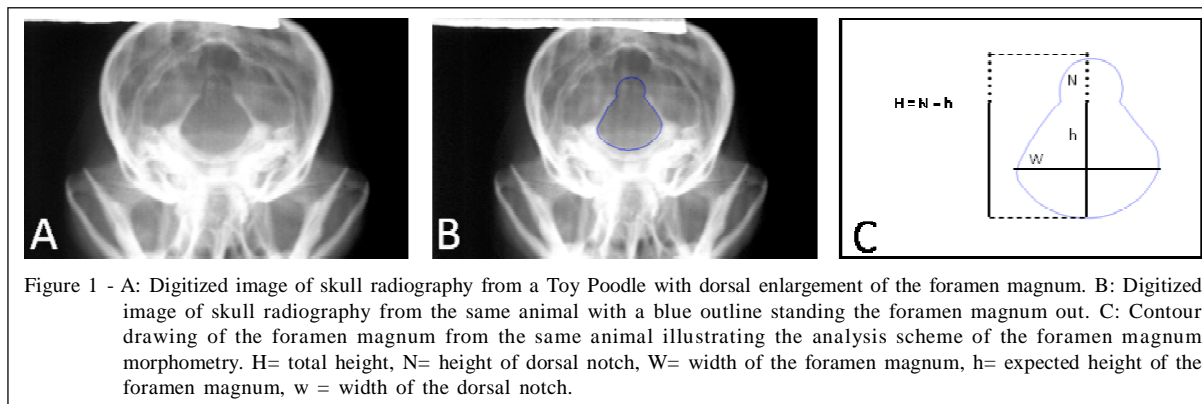 A
B
C
H=N-h
N
h
W
Figure 1 - A: Digitized image of skull radiography from a Toy Poodle with dorsal enlargement of the foramen magnum. B: Digitized
image of skull radiography from the same animal with a blue outline standing the foramen magnum out. C: Contour
drawing of the foramen magnum from the same animal illustrating the analysis scheme of the foramen magnum
morphometry. H= total height, N= height of dorsal notch, W= width of the foramen magnum, h= expected height of the
foramen magnum, w = width of the dorsal notch.